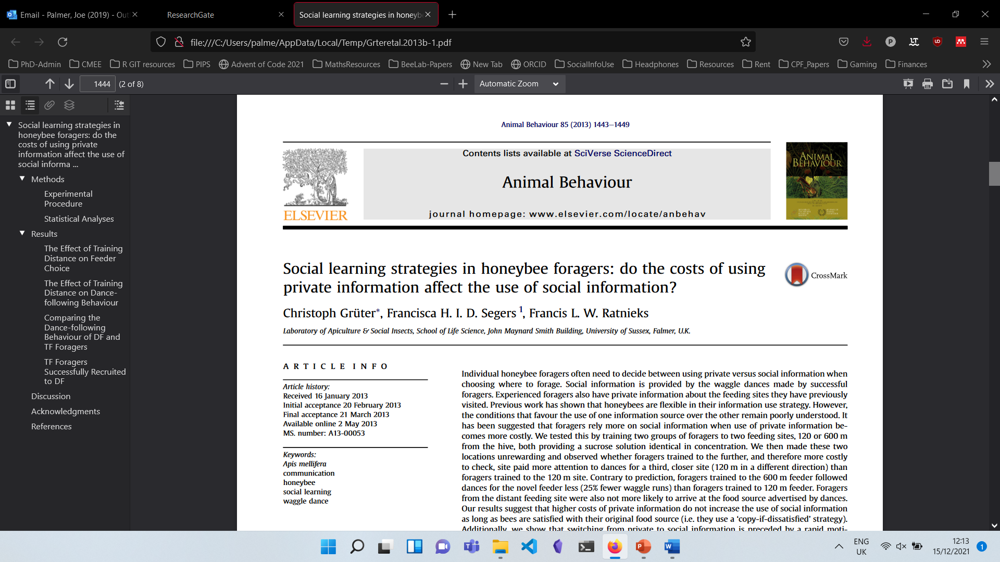 Email - Palmer, Joe (2019) - Out
ResearchGate
Social learning strategies in honeyb
file:///C:/Users/palme/AppData/Local/Temp/Grteretal.2013b-1.pdf
PhD-Admin
CMEE
R GIT resources
PIPS
Advent of Code 2021
MathsResources
BeeLab-Papers
New Tab
ORCID
SocialInfoUse
Headphones
Resources
Rent
CPF_Papers
Gaming
Finances
1444 (2 of 8)
Automatic Zoom
Social learning strategies in
honeybee foragers: do the
costs of using private
information affect the use of
social informa ...
Methods
Experimental
Procedure
Statistical Analyses
Results
The Effect of Training
Distance on Feeder
Choice
The Effect of Training
Distance on Dance-
following Behaviour
Comparing the
Dance-following
Behaviour of DF and
TF Foragers
TF Foragers
Successfully Recruited
to DF
Discussion
Acknowledgments
References
Animal Behaviour 85 (2013) 1443–1449
Contents lists available at SciVerse ScienceDirect
Animal Behaviour
journal homepage: www.elsevier.com/locate/anbehav
ELSEVIER
ANIMAL
BEHAVIOUR
Social learning strategies in honeybee foragers: do the costs of using
private information affect the use of social information?
CrossMark
Christoph Grüter*, Francisca H. I. D. Segers 1, Francis L. W. Ratnieks
Laboratory of Apiculture & Social Insects, School of Life Science, John Maynard Smith Building, University of Sussex, Falmer, U.K.
ARTICLE INFO
Article history:
Received 16 January 2013
Initial acceptance 20 February 2013
Final acceptance 21 March 2013
Available online 2 May 2013
MS. number: A13-00053
Keywords:
Apis mellifera
communication
honeybee
social learning
waggle dance
Individual honeybee foragers often need to decide between using private versus social information when
choosing where to forage. Social information is provided by the waggle dances made by successful
foragers. Experienced foragers also have private information about the feeding sites they have previously
visited. Previous work has shown that honeybees are flexible in their information use strategy. However,
the conditions that favour the use of one information source over the other remain poorly understood. It
has been suggested that foragers rely more on social information when use of private information be-
comes more costly. We tested this by training two groups of foragers to two feeding sites, 120 or 600 m
from the hive, both providing a sucrose solution identical in concentration. We then made these two
locations unrewarding and observed whether foragers trained to the further, and therefore more costly
to check, site paid more attention to dances for a third, closer site (120 m in a different direction) than
foragers trained to the 120 m site. Contrary to prediction, foragers trained to the 600 m feeder followed
dances for the novel feeder less (25% fewer waggle runs) than foragers trained to 120 m feeder. Foragers
from the distant feeding site were also not more likely to arrive at the food source advertised by dances.
Our results suggest that higher costs of private information do not increase the use of social information
as long as bees are satisfied with their original food source (i.e. they use a ‘copy-if-dissatisfied’ strategy).
Additionally, we show that switching from private to social information is preceded by a rapid moti-
ENG
UK
12:13
15/12/2021
1